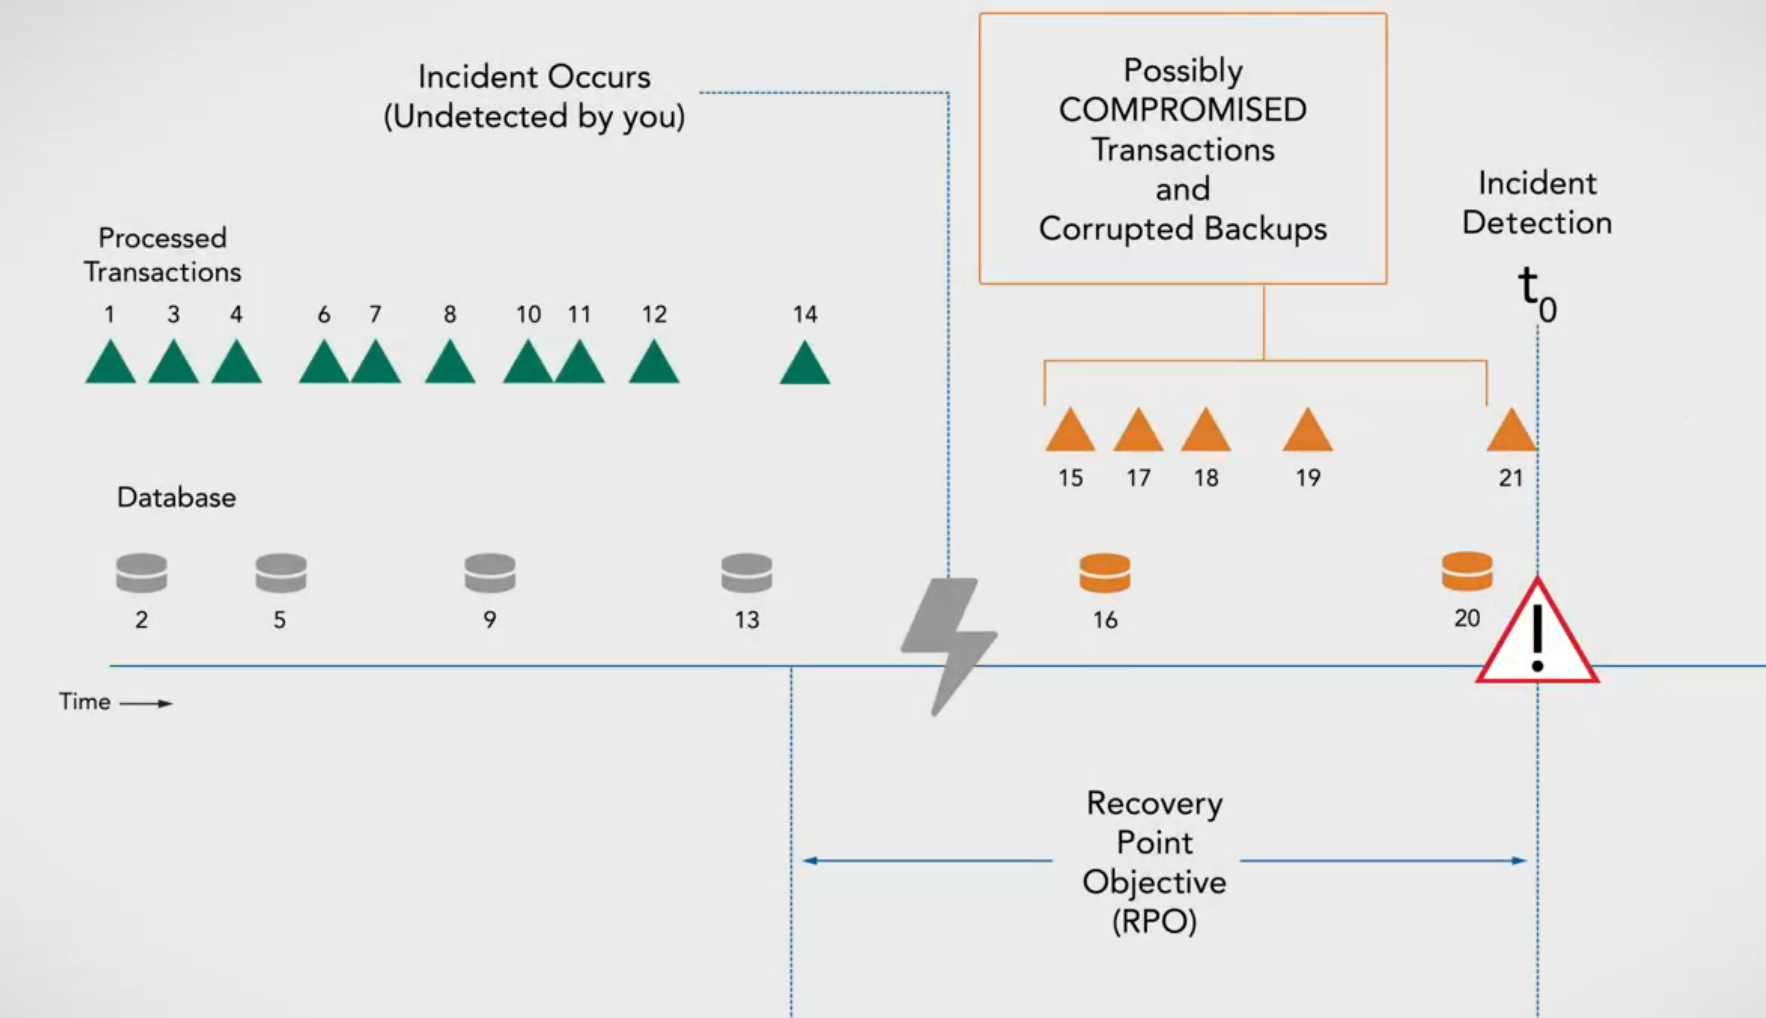 Incident Occurs
(Undetected by you)
Possibly
COMPROMISED
Transactions
and
Corrupted Backups
Incident
Detection
t0
Processed
Transactions
1 3 4 6 7 8 10 11 12 14
15 17 18 19 21
Database
2 5 9 13 16 20
!
Time
Recovery
Point
Objective
(RPO)